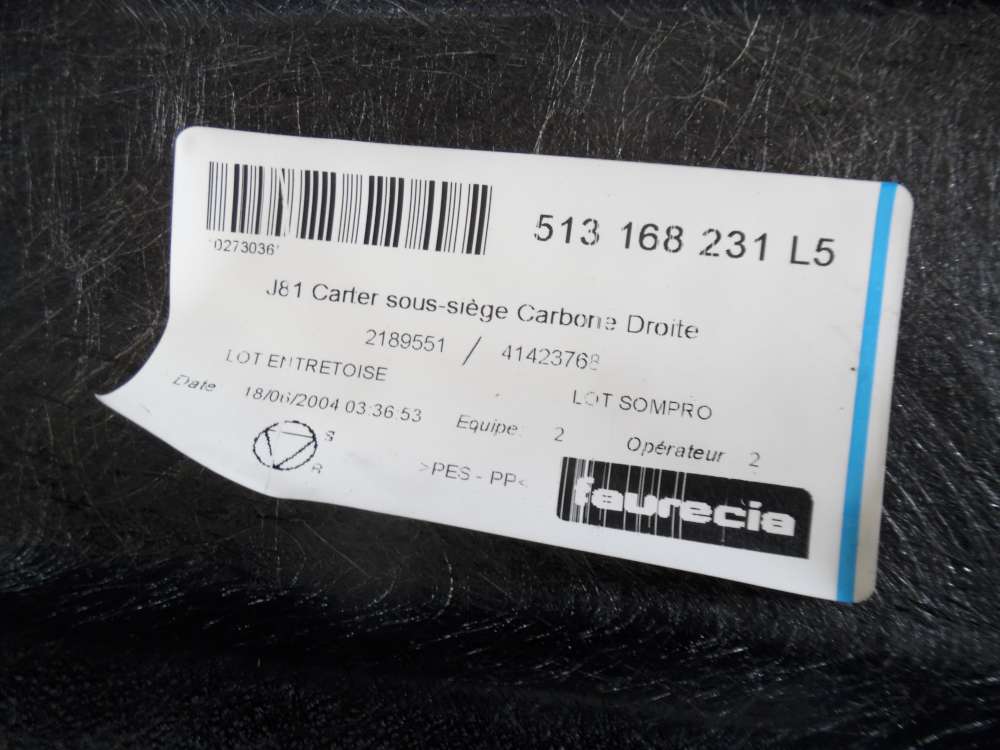 513 168 231 L5
'0273036'
J81 Carter sous-siège Carbone Droite
2189551 / 41423768
LOT ENTRETOISE
LOT SOMPRO
Date 18/06/2004 03:36 53 Equipe: 2 Opérateur 2
S
R
>PES - PP<
faurecia